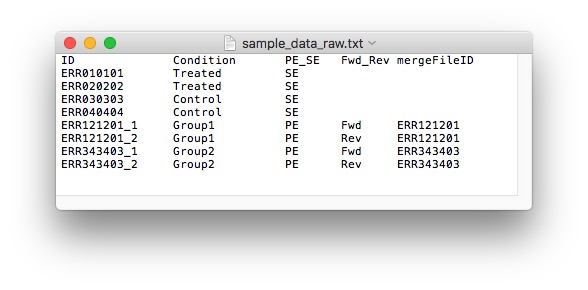 sample_data_raw.txt
ID Condition PE_SE Fwd_Rev mergeFileID
ERR010101 Treated SE
ERR020202 Treated SE
ERR030303 Control SE
ERR040404 Control SE
ERR121201_1 Group1 PE Fwd ERR121201
ERR121201_2 Group1 PE Rev ERR121201
ERR343403_1 Group2 PE Fwd ERR343403
ERR343403_2 Group2 PE Rev ERR343403